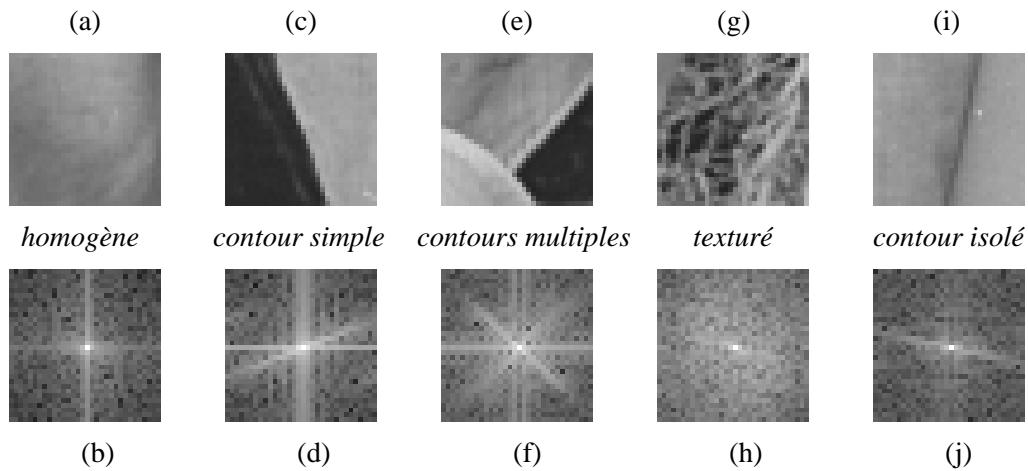 (a) (c) (e) (g) (i)
homogène contour simple contours multiples texturé contour isolé
(b) (d) (f) (h) (j)